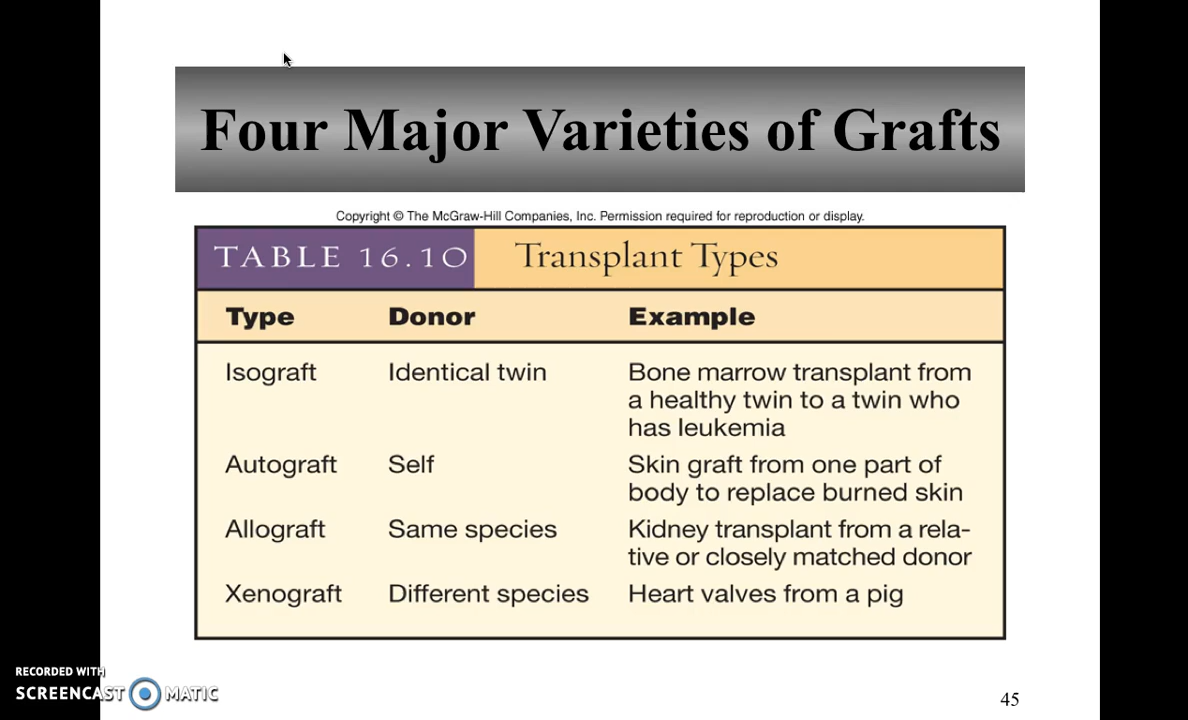 Four Major Varieties of Grafts
Copyright © The McGraw-Hill Companies, Inc. Permission required for reproduction or display.
TABLE 16.10 Transplant Types
Type Donor Example
Isograft Identical twin Bone marrow transplant from
a healthy twin to a twin who
has leukemia
Autograft Self Skin graft from one part of
body to replace burned skin
Allograft Same species Kidney transplant from a rela-
tive or closely matched donor
Xenograft Different species Heart valves from a pig
RECORDED WITH
SCREENCAST MATIC
45